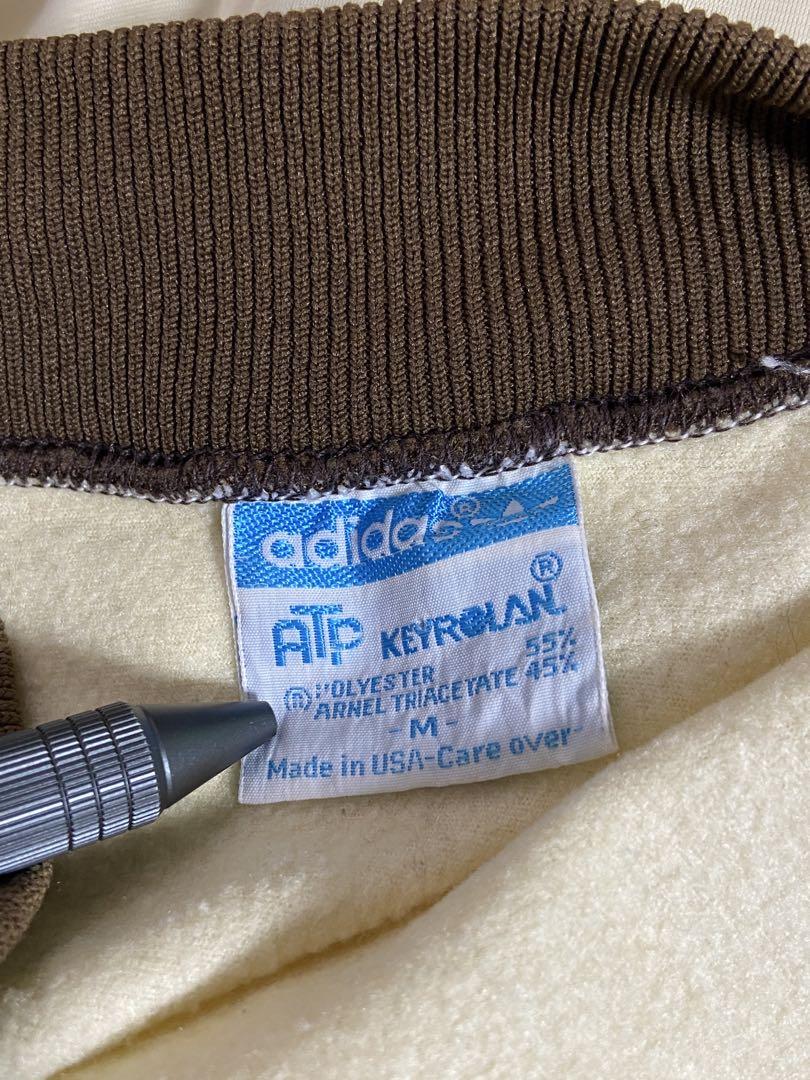 adidas®
ATP KEYROLAN®
POLYESTER 55%
® ARNEL TRIACETATE 45%
- M -
Made in USA-Care over-